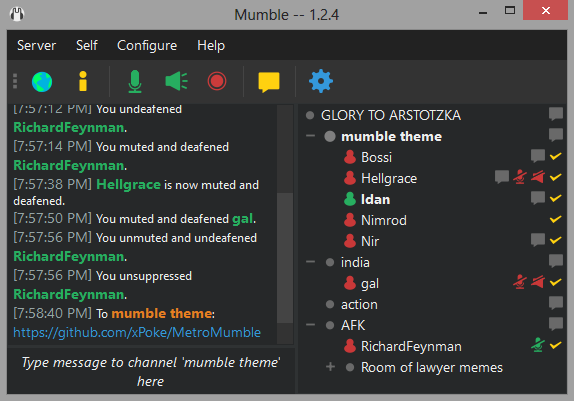 Mumble -- 1.2.4
Server Self Configure Help
[7:57:12 PM] You undeafened
RichardFeynman.
[7:57:14 PM] You muted and deafened
RichardFeynman.
[7:57:38 PM] Hellgrace is now muted and
deafened.
[7:57:50 PM] You muted and deafened gal.
[7:57:56 PM] You unmuted and undeafened
RichardFeynman.
[7:57:56 PM] You unsuppressed
RichardFeynman.
[7:58:40 PM] To mumble theme:
https://github.com/xPoke/MetroMumble
Type message to channel 'mumble theme'
here
GLORY TO ARSTOTZKA
mumble theme
Bossi
Hellgrace
Idan
Nimrod
Nir
india
gal
action
AFK
RichardFeynman
Room of lawyer memes